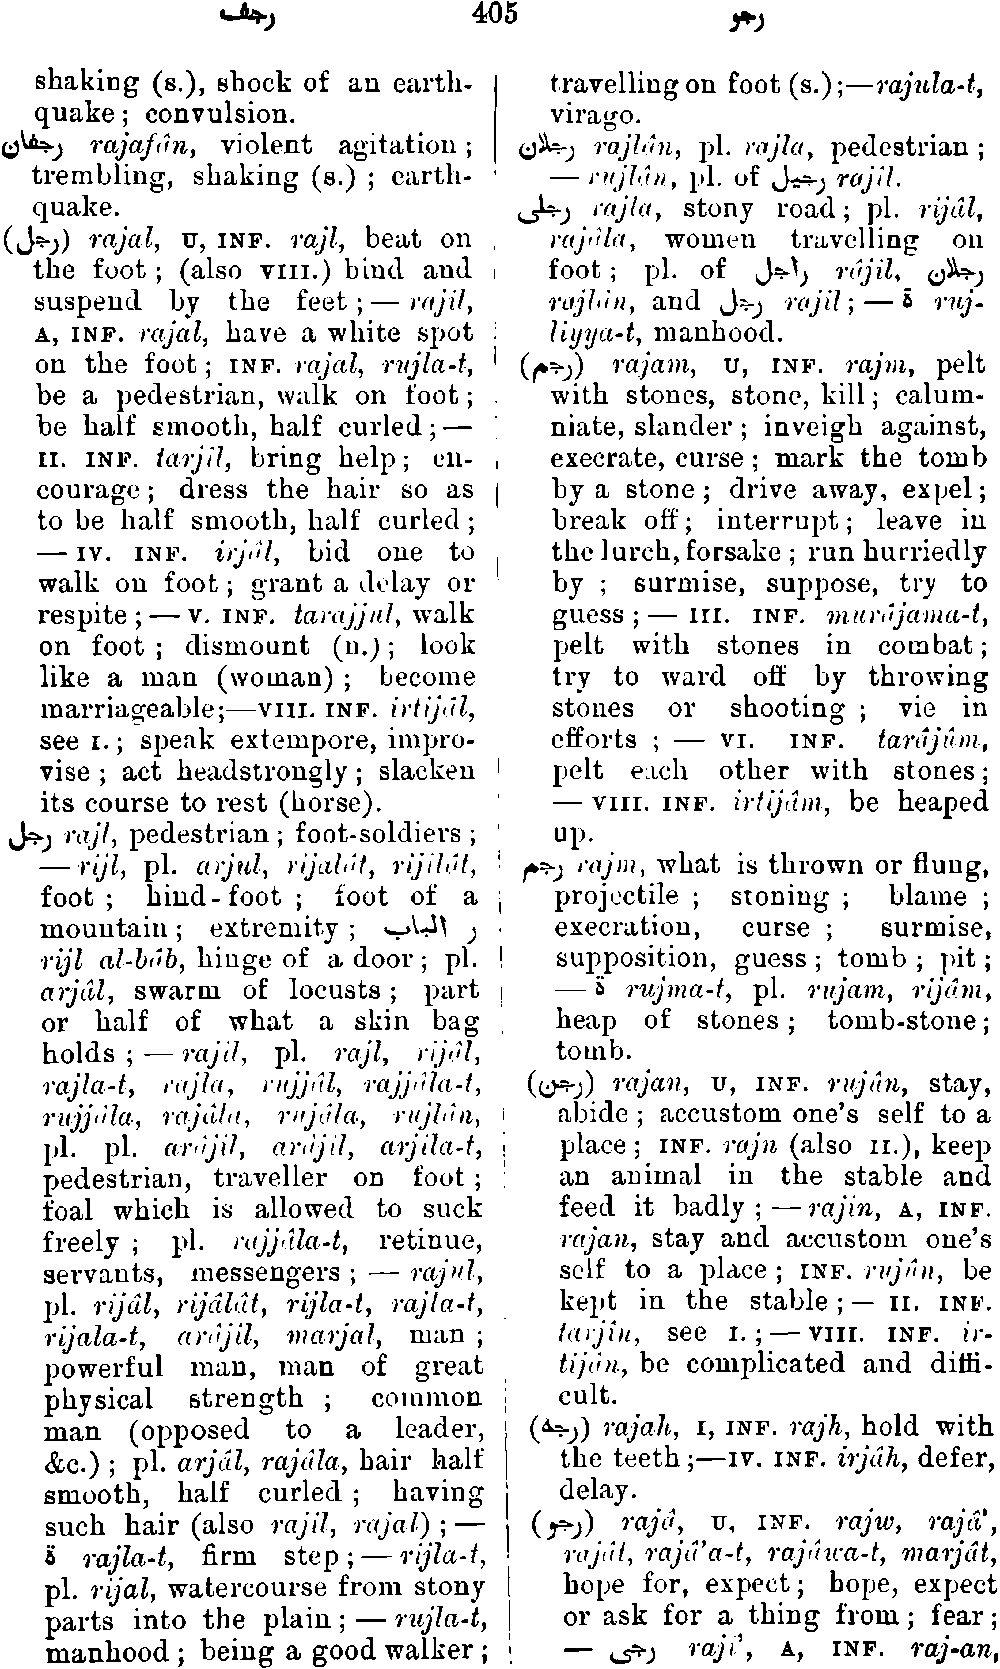 رجف 405 رجو
shaking (s.), shock of an earth-
quake; convulsion.
رجفان rajafân, violent agitation;
trembling, shaking (s.); earth-
quake.
(رجل) rajal, U, INF. rajl, beat on
the foot; (also VIII.) bind and
suspend by the feet;—rajil,
A, INF. rajal, have a white spot
on the foot; INF. rajal, rujla-t,
be a pedestrian, walk on foot;
be half smooth, half curled;—
II. INF. tarjîl, bring help; en-
courage; dress the hair so as
to be half smooth, half curled;
—IV. INF. irjâl, bid one to
walk on foot; grant a delay or
respite;—V. INF. tarajjul, walk
on foot; dismount (n.); look
like a man (woman); become
marriageable;—VIII. INF. irtijâl,
see I.; speak extempore, impro-
vise; act headstrongly; slacken
its course to rest (horse).
رجل rajl, pedestrian; foot-soldiers;
—rijl, pl. arjul, rijalât, rijilât,
foot; hind-foot; foot of a
mountain; extremity; ر الباب
rijl al-bâb, hinge of a door; pl.
arjâl, swarm of locusts; part
or half of what a skin bag
holds;—rajil, pl. rajl, rijâl,
rajla-t, rajla, rujjâl, rajjâla-t,
rujjâla, rajâla, rujâla, rujlân,
pl. pl. arâjil, arâjîl, arjila-t,
pedestrian, traveller on foot;
foal which is allowed to suck
freely; pl. rajjâla-t, retinue,
servants, messengers;—rajul,
pl. rijâl, rijâlât, rijla-t, rajla-t,
rijala-t, arâjil, marjal, man;
powerful man, man of great
physical strength; common
man (opposed to a leader,
&c.); pl. arjâl, rajâla, hair half
smooth, half curled; having
such hair (also rajil, rajal);—
ة rajla-t, firm step;—rijla-t,
pl. rijal, watercourse from stony
parts into the plain;—rujla-t,
manhood; being a good walker;
travelling on foot (s.);—rajula-t,
virago.
رجلان rajlân, pl. rajla, pedestrian;
—rujlân, pl. of رجيل rajîl.
رجلى rajla, stony road; pl. rijâl,
rajâla, women travelling on
foot; pl. of راجل râjil, رجلان
rajlân, and رجل rajil;—ة ruj-
liyya-t, manhood.
(رجم) rajam, U, INF. rajm, pelt
with stones, stone, kill; calum-
niate, slander; inveigh against,
execrate, curse; mark the tomb
by a stone; drive away, expel;
break off; interrupt; leave in
the lurch, forsake; run hurriedly
by; surmise, suppose, try to
guess;—III. INF. murâjama-t,
pelt with stones in combat;
try to ward off by throwing
stones or shooting; vie in
efforts;—VI. INF. tarâjum,
pelt each other with stones;
—VIII. INF. irtijâm, be heaped
up.
رجم rajm, what is thrown or flung,
projectile; stoning; blame;
execration, curse; surmise,
supposition, guess; tomb; pit;
—ة rujma-t, pl. rujam, rijâm,
heap of stones; tomb-stone;
tomb.
(رجن) rajan, U, INF. rujûn, stay,
abide; accustom one's self to a
place; INF. rajn (also II.), keep
an animal in the stable and
feed it badly;—rajin, A, INF.
rajan, stay and accustom one's
self to a place; INF. rujûn, be
kept in the stable;—II. INF.
tarjîn, see I.;—VIII. INF. ir-
tijân, be complicated and diffi-
cult.
(رجه) rajah, I, INF. rajh, hold with
the teeth;—IV. INF. irjâh, defer,
delay.
(رجو) rajâ, U, INF. rajw, rajâ',
rajât, rajâ'a-t, rajâwa-t, marjât,
hope for, expect; hope, expect
or ask for a thing from; fear;
— رجى raji', A, INF. raj-an,